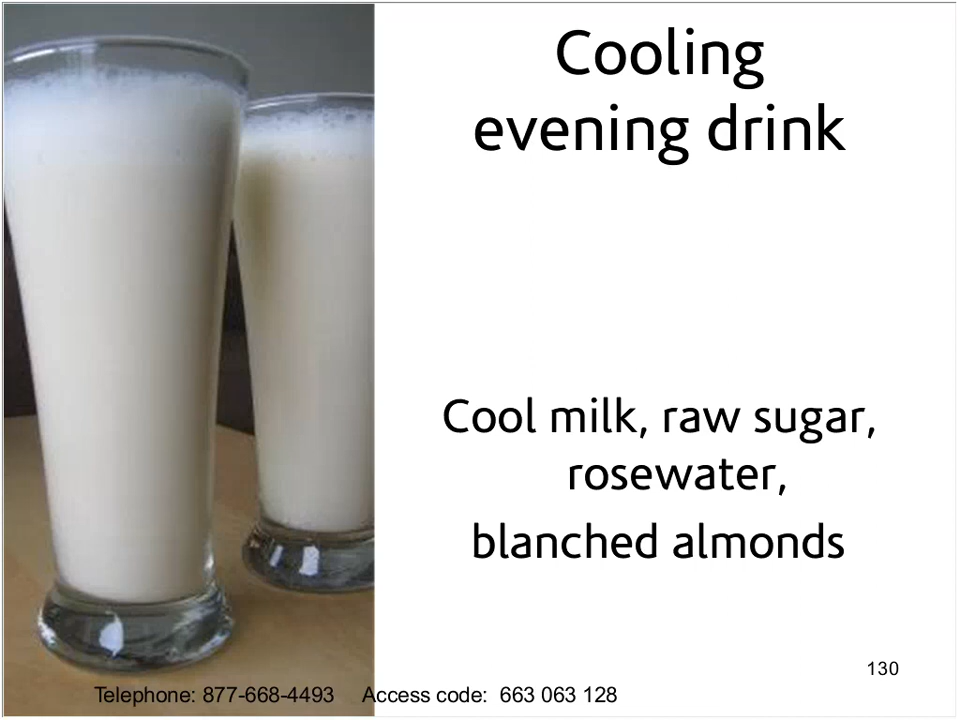 Cooling
evening drink
Cool milk, raw sugar,
rosewater,
blanched almonds
130
Telephone: 877-668-4493 Access code: 663 063 128